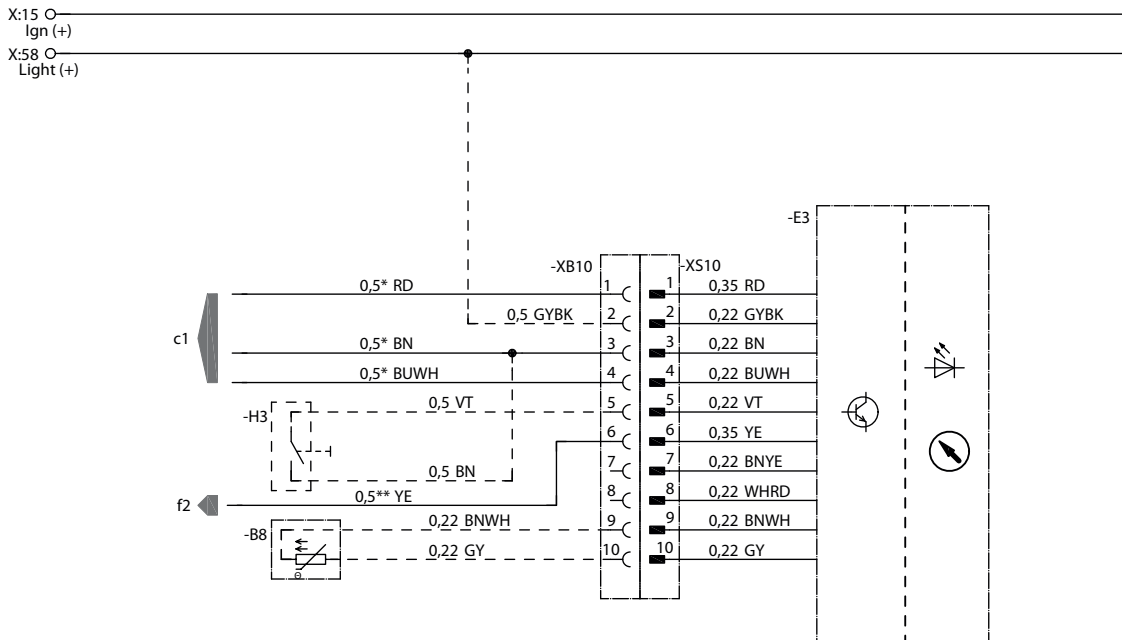 X:15
Ign (+)
X:58
Light (+)
-E3
-XB10
-XS10
0,5* RD
1
1
0,35 RD
0,5 GYBK
2
2
0,22 GYBK
c1
0,5* BN
3
3
0,22 BN
0,5* BUWH
4
4
0,22 BUWH
-H3
0,5 VT
5
5
0,22 VT
6
6
0,35 YE
0,5 BN
7
7
0,22 BNYE
f2
0,5** YE
8
8
0,22 WHRD
-B8
0,22 BNWH
9
9
0,22 BNWH
0,22 GY
10
10
0,22 GY
Θ